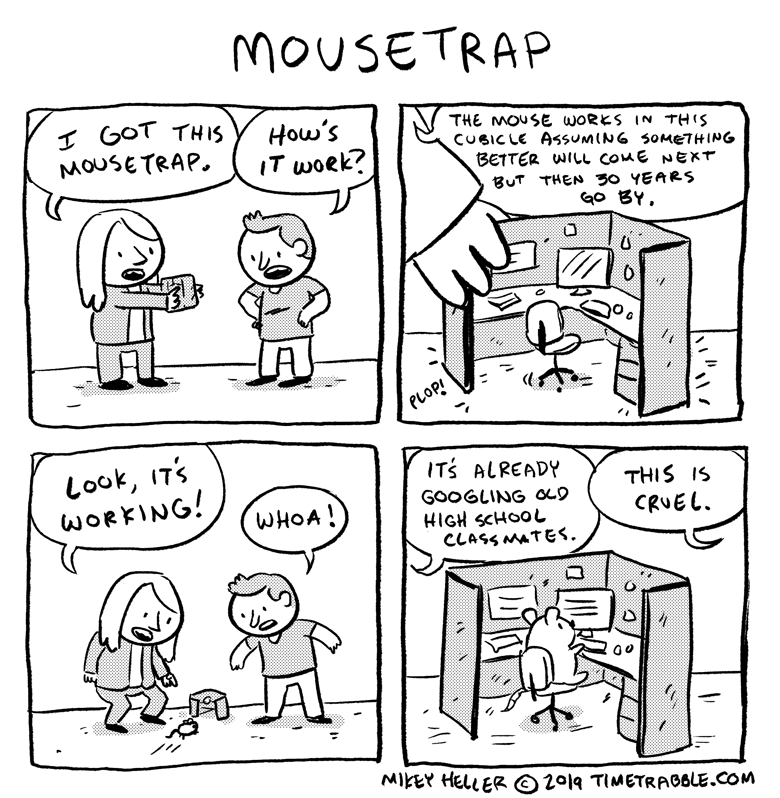 MOUSETRAP
I GOT THIS
MOUSETRAP.
HOW'S
IT WORK?
THE MOUSE WORKS IN THIS
CUBICLE ASSUMING SOMETHING
BETTER WILL COME NEXT
BUT THEN 30 YEARS
GO BY.
PLOP!
LOOK, IT'S
WORKING!
WHOA!
IT'S ALREADY
GOOGLING OLD
HIGH SCHOOL
CLASSMATES.
THIS IS
CRUEL.
MIKEY HELLER © 2019 TIMETRABBLE.COM